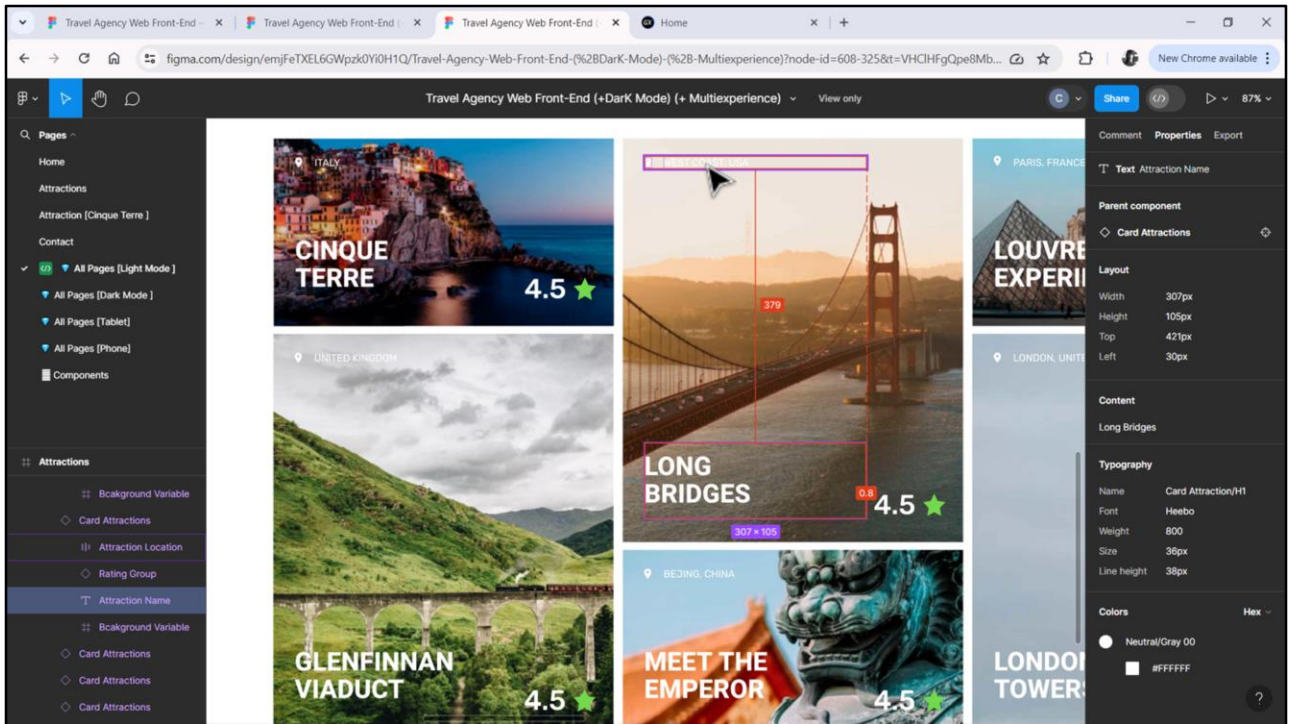 Travel Agency Web Front-End –
Travel Agency Web Front-End (
Travel Agency Web Front-End (
Home
figma.com/design/emjFeTXEL6GWpzk0Yi0H1Q/Travel-Agency-Web-Front-End-(%2BDarK-Mode)-(%2B-Multiexperience)?node-id=608-325&t=VHClHFgQpe8Mb...
New Chrome available
Travel Agency Web Front-End (+DarK Mode) (+ Multiexperience)
View only
C
Share
87%
Pages
Home
Attractions
Attraction [Cinque Terre ]
Contact
All Pages [Light Mode ]
All Pages [Dark Mode ]
All Pages [Tablet]
All Pages [Phone]
Components
Attractions
Bcakground Variable
Card Attractions
Attraction Location
Rating Group
Attraction Name
Bcakground Variable
Card Attractions
Card Attractions
Card Attractions
ITALY
CINQUE
TERRE
4.5
UNITED KINGDOM
GLENFINNAN
VIADUCT
4.5
WEST COAST, USA
379
LONG
BRIDGES
0.8
4.5
307 × 105
BEJING, CHINA
MEET THE
EMPEROR
4.5
PARIS, FRANCE
LOUVRE
EXPERI
LONDON, UNITE
LONDON
TOWERS
Comment Properties Export
Text Attraction Name
Parent component
Card Attractions
Layout
Width 307px
Height 105px
Top 421px
Left 30px
Content
Long Bridges
Typography
Name Card Attraction/H1
Font Heebo
Weight 800
Size 36px
Line height 38px
Colors Hex
Neutral/Gray 00
#FFFFFF
?